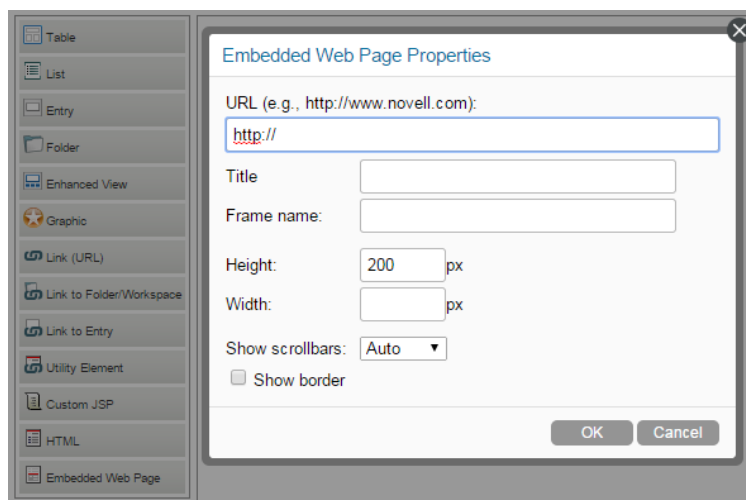 Table
List
Entry
Folder
Enhanced View
Graphic
Link (URL)
Link to Folder/Workspace
Link to Entry
Utility Element
Custom JSP
HTML
Embedded Web Page
Embedded Web Page Properties
URL (e.g., http://www.novell.com):
http://
Title
Frame name:
Height: 200 px
Width: px
Show scrollbars: Auto
Show border
OK Cancel